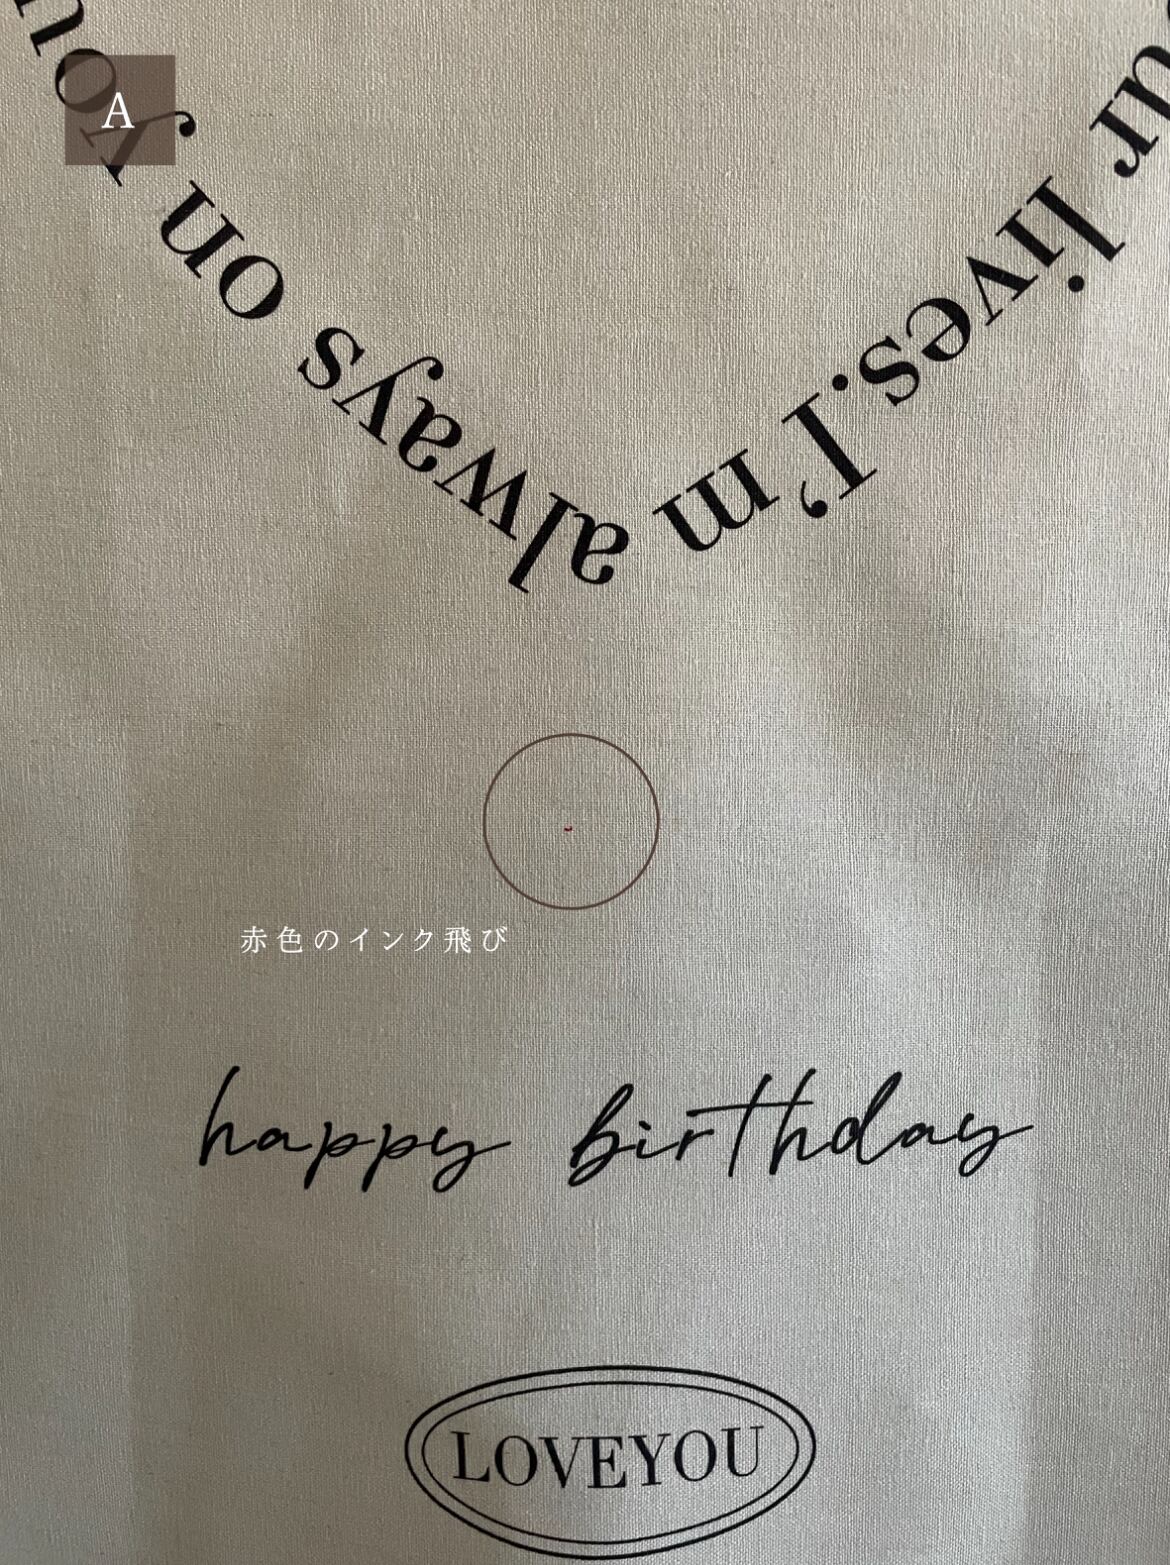 A
ur lives. I'm always on you
赤色のインク飛び
happy birthday
LOVEYOU